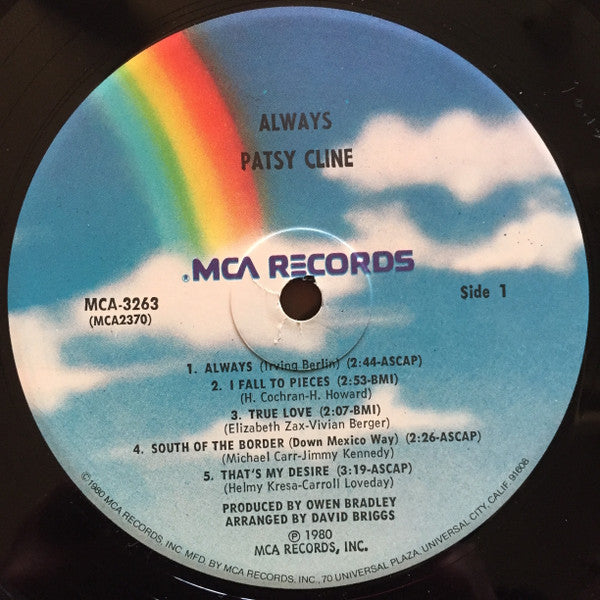 ALWAYS
PATSY CLINE
® MCA RECORDS
MCA-3263
(MCA2370)
Side 1
1. ALWAYS (Irving Berlin) (2:44-ASCAP)
2. I FALL TO PIECES (2:53-BMI)
(H. Cochran-H. Howard)
3. TRUE LOVE (2:07-BMI)
(Elizabeth Zax-Vivian Berger)
4. SOUTH OF THE BORDER (Down Mexico Way) (2:26-ASCAP)
(Michael Carr-Jimmy Kennedy)
5. THAT'S MY DESIRE (3:19-ASCAP)
(Helmy Kresa-Carroll Loveday)
PRODUCED BY OWEN BRADLEY
ARRANGED BY DAVID BRIGGS
℗ 1980
MCA RECORDS, INC.
©1980 MCA RECORDS, INC. MFD. BY MCA RECORDS, INC., 70 UNIVERSAL PLAZA, UNIVERSAL CITY, CALIF. 91608